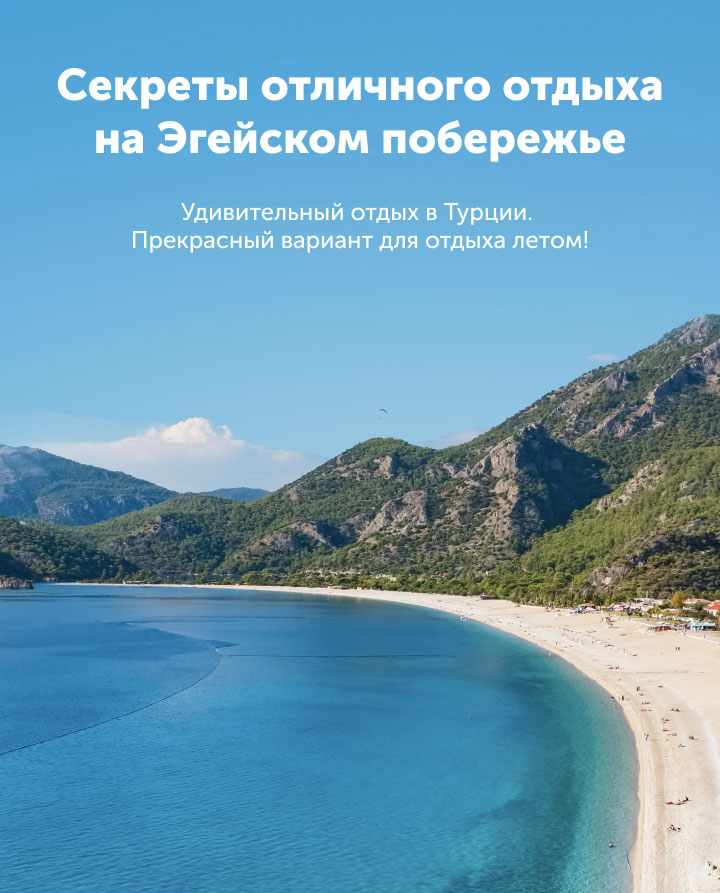 Секреты отличного отдыха
на Эгейском побережье
Удивительный отдых в Турции.
Прекрасный вариант для отдыха летом!